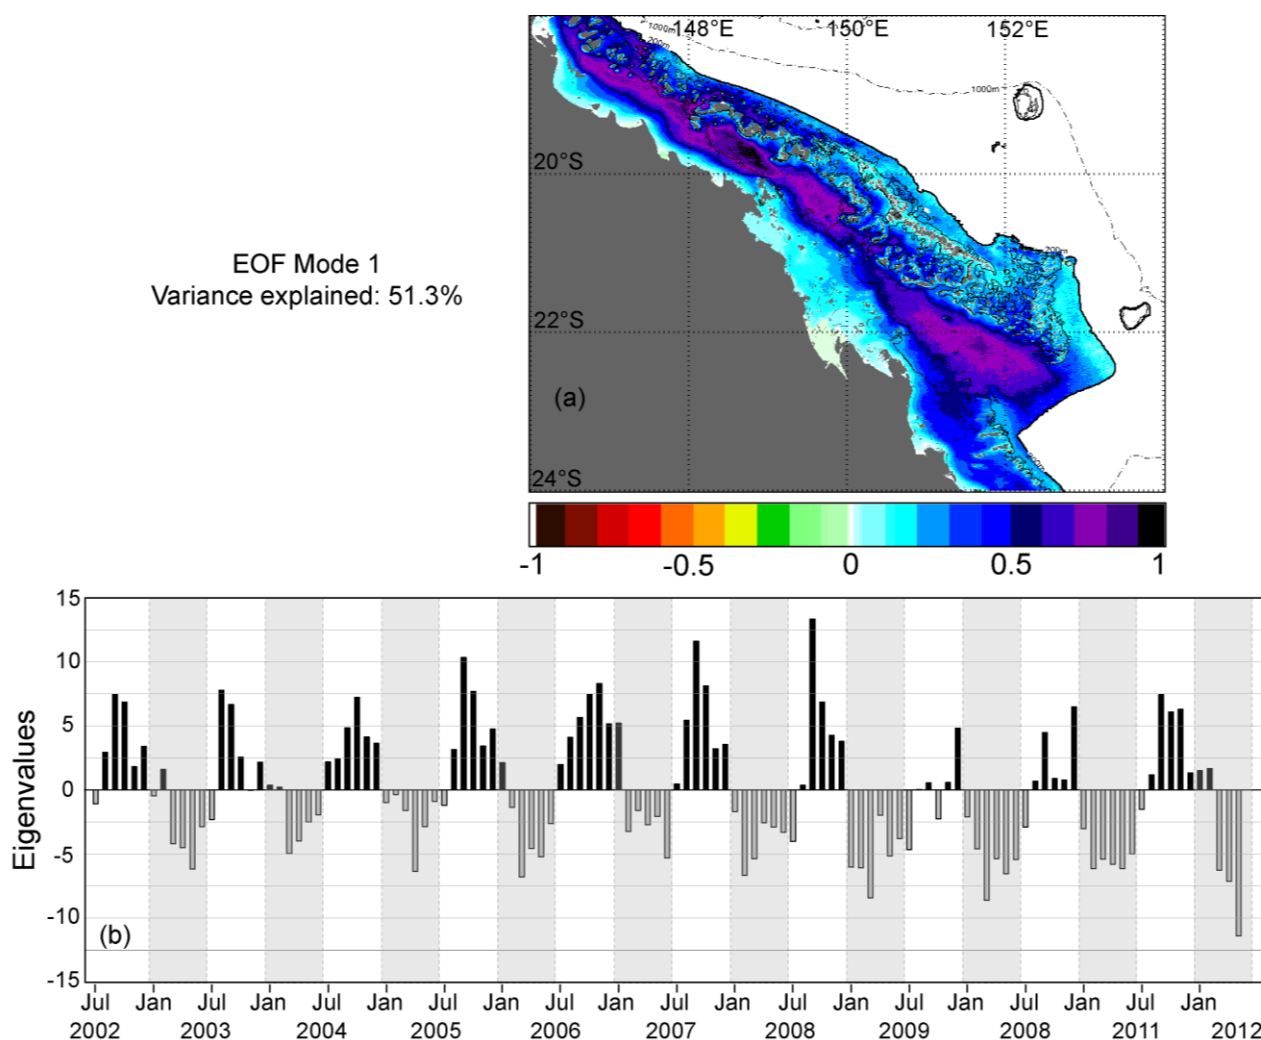 1000m
200m
148°E
150°E
152°E
1000m
20°S
EOF Mode 1
Variance explained: 51.3%
200m
22°S
(a)
24°S
-1
-0.5
0
0.5
1
15
10
5
0
-5
-10
-15
Eigenvalues
(b)
Jul Jan Jul Jan Jul Jan Jul Jan Jul Jan Jul Jan Jul Jan Jul Jan Jul Jan Jul Jan
2002 2003 2004 2005 2006 2007 2008 2009 2008 2011 2012